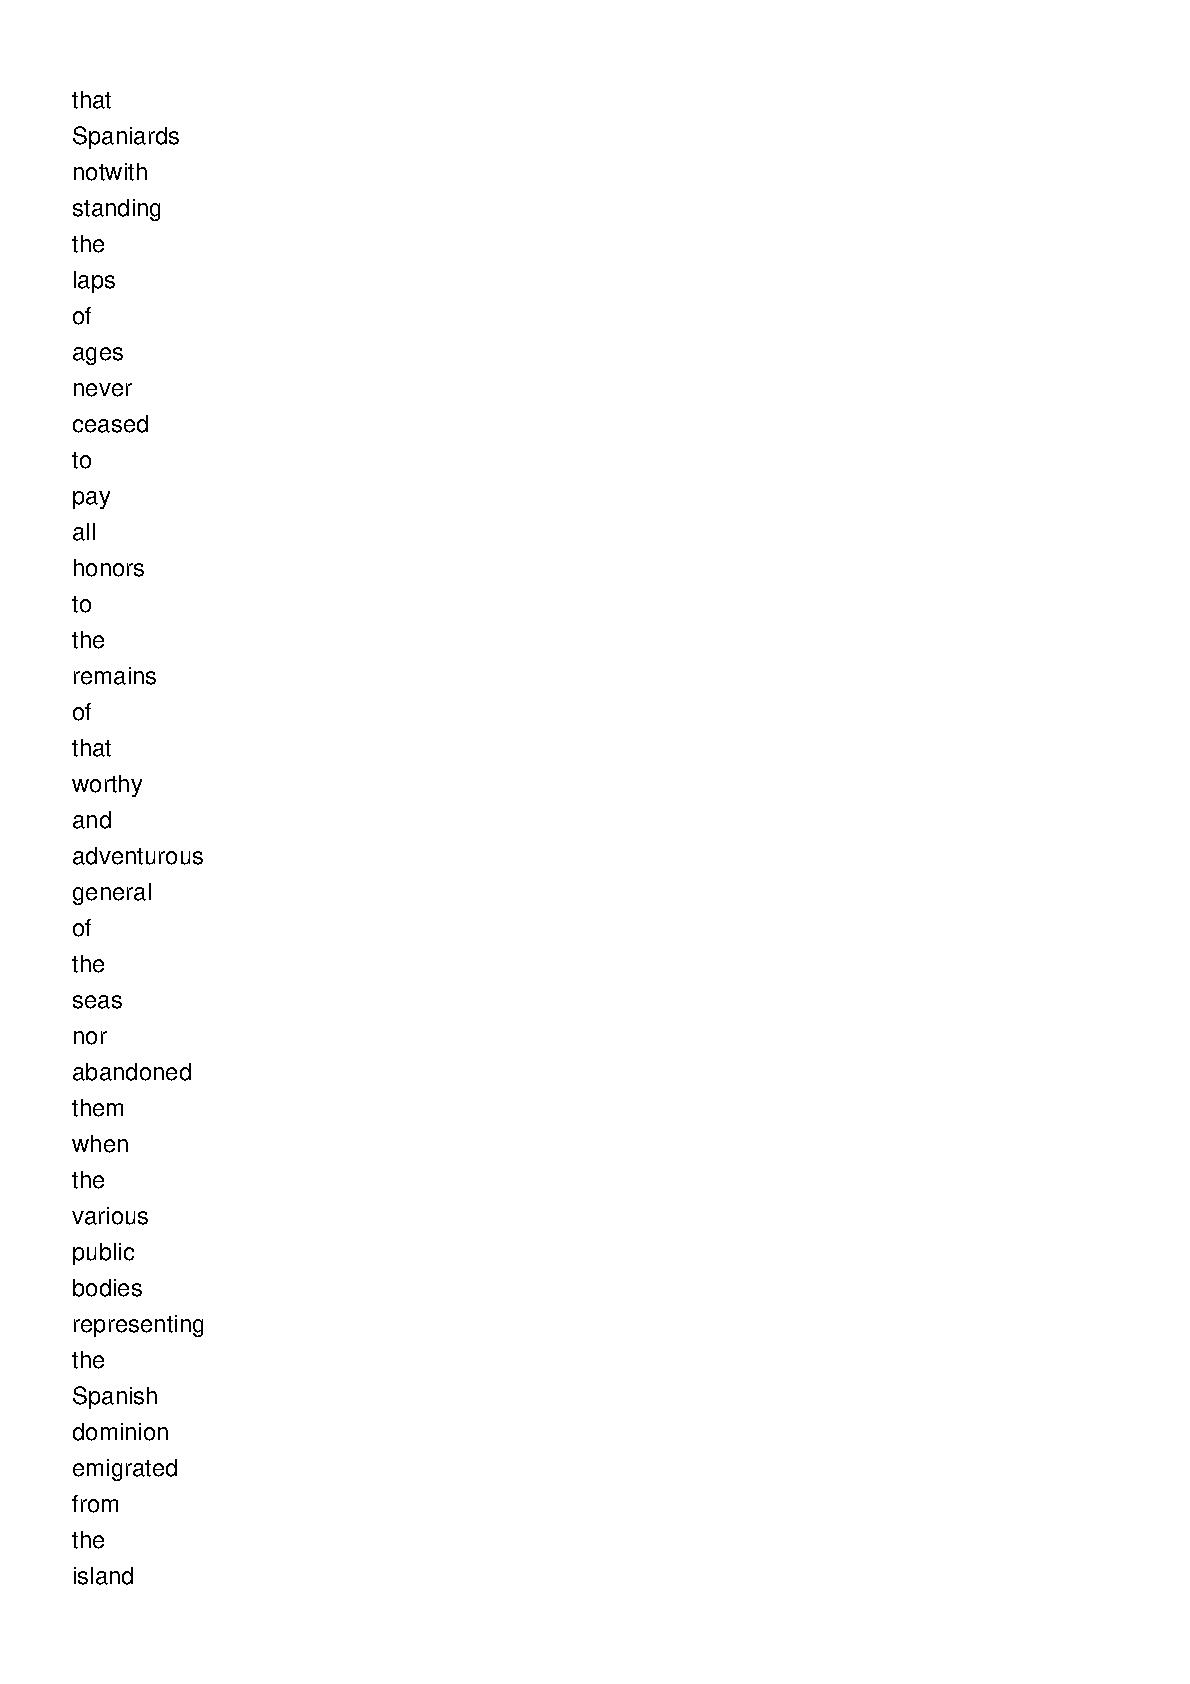 that
Spaniards
notwith
standing
the
laps
of
ages
never
ceased
to
pay
all
honors
to
the
remains
of
that
worthy
and
adventurous
general
of
the
seas
nor
abandoned
them
when
the
various
public
bodies
representing
the
Spanish
dominion
emigrated
from
the
island